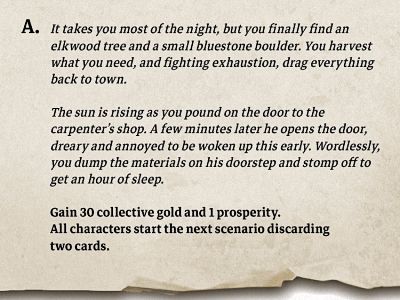 A. It takes you most of the night, but you finally find an
elkwood tree and a small bluestone boulder. You harvest
what you need, and fighting exhaustion, drag everything
back to town.
The sun is rising as you pound on the door to the
carpenter's shop. A few minutes later he opens the door,
dreary and annoyed to be woken up this early. Wordlessly,
you dump the materials on his doorstep and stomp off to
get an hour of sleep.
Gain 30 collective gold and 1 prosperity.
All characters start the next scenario discarding
two cards.